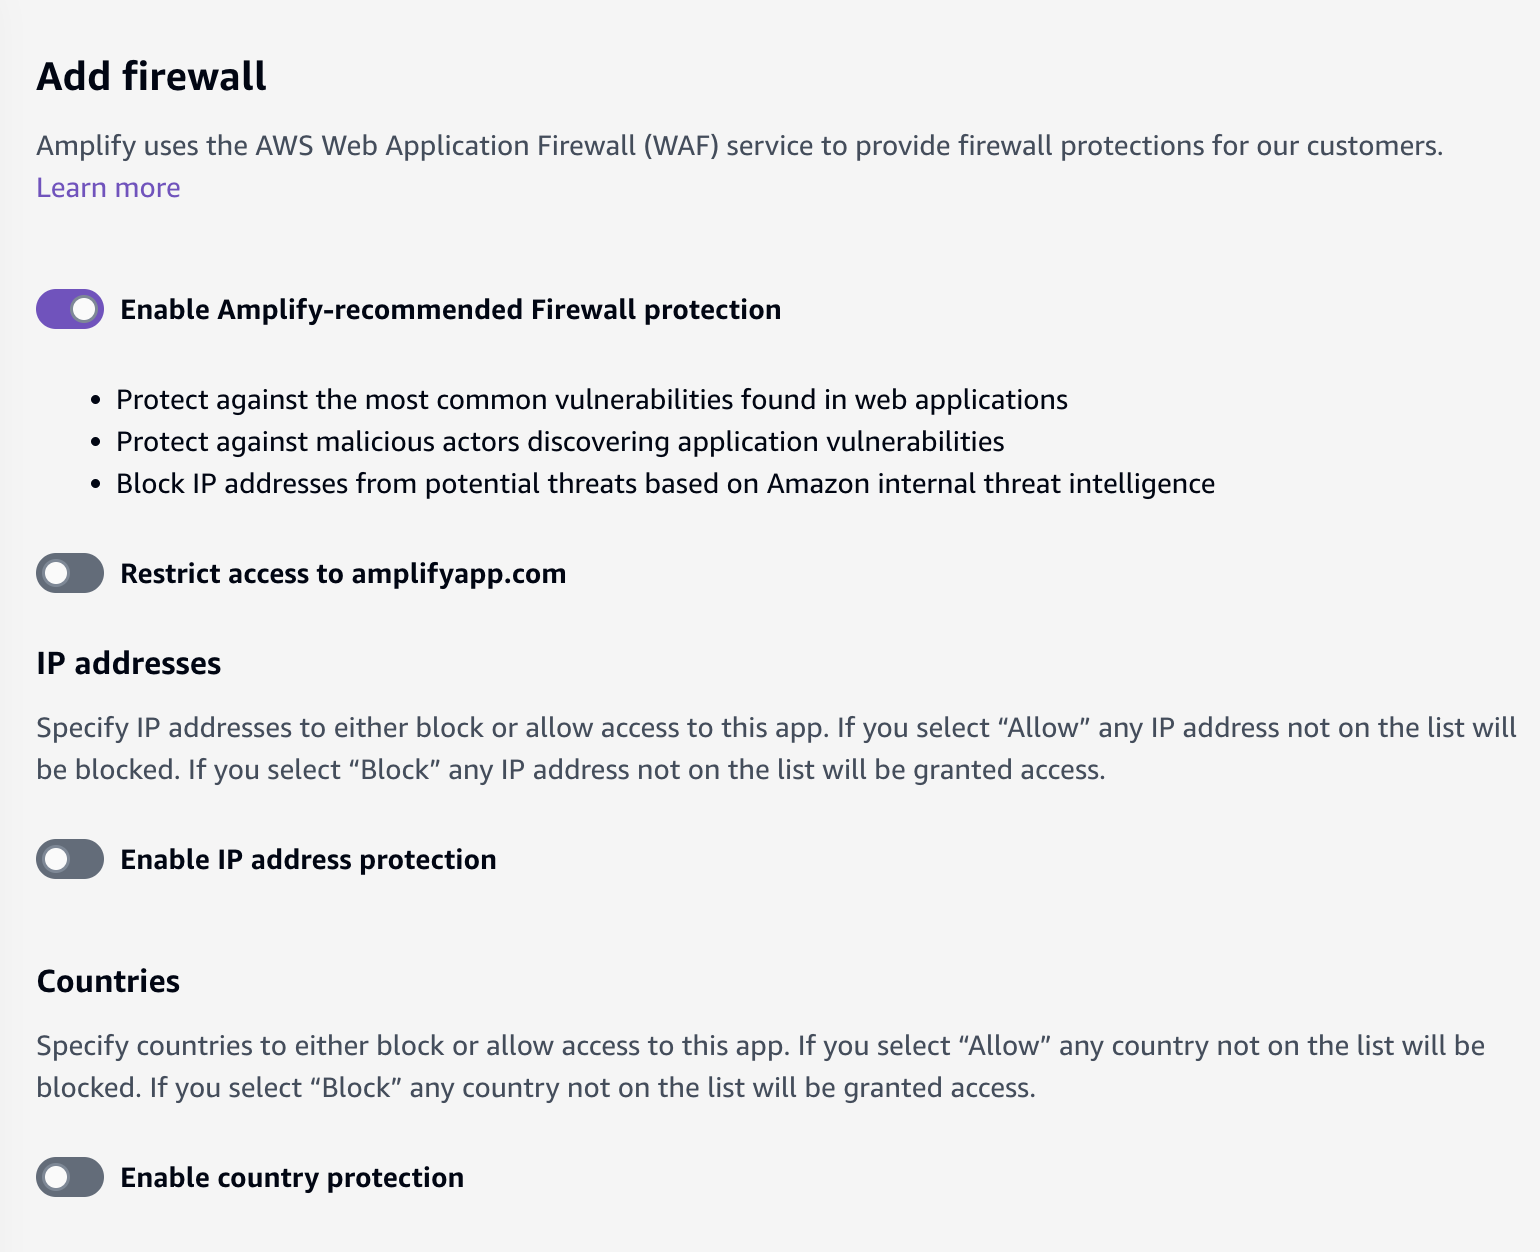 Add firewall
Amplify uses the AWS Web Application Firewall (WAF) service to provide firewall protections for our customers.
Learn more
Enable Amplify-recommended Firewall protection
• Protect against the most common vulnerabilities found in web applications
• Protect against malicious actors discovering application vulnerabilities
• Block IP addresses from potential threats based on Amazon internal threat intelligence
Restrict access to amplifyapp.com
IP addresses
Specify IP addresses to either block or allow access to this app. If you select “Allow” any IP address not on the list will
be blocked. If you select “Block” any IP address not on the list will be granted access.
Enable IP address protection
Countries
Specify countries to either block or allow access to this app. If you select “Allow” any country not on the list will be
blocked. If you select “Block” any country not on the list will be granted access.
Enable country protection